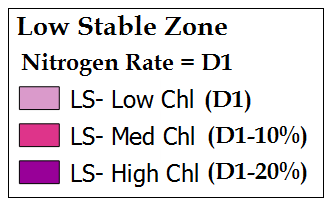 Low Stable Zone
Nitrogen Rate = D1
LS- Low Chl (D1)
LS- Med Chl (D1-10%)
LS- High Chl (D1-20%)